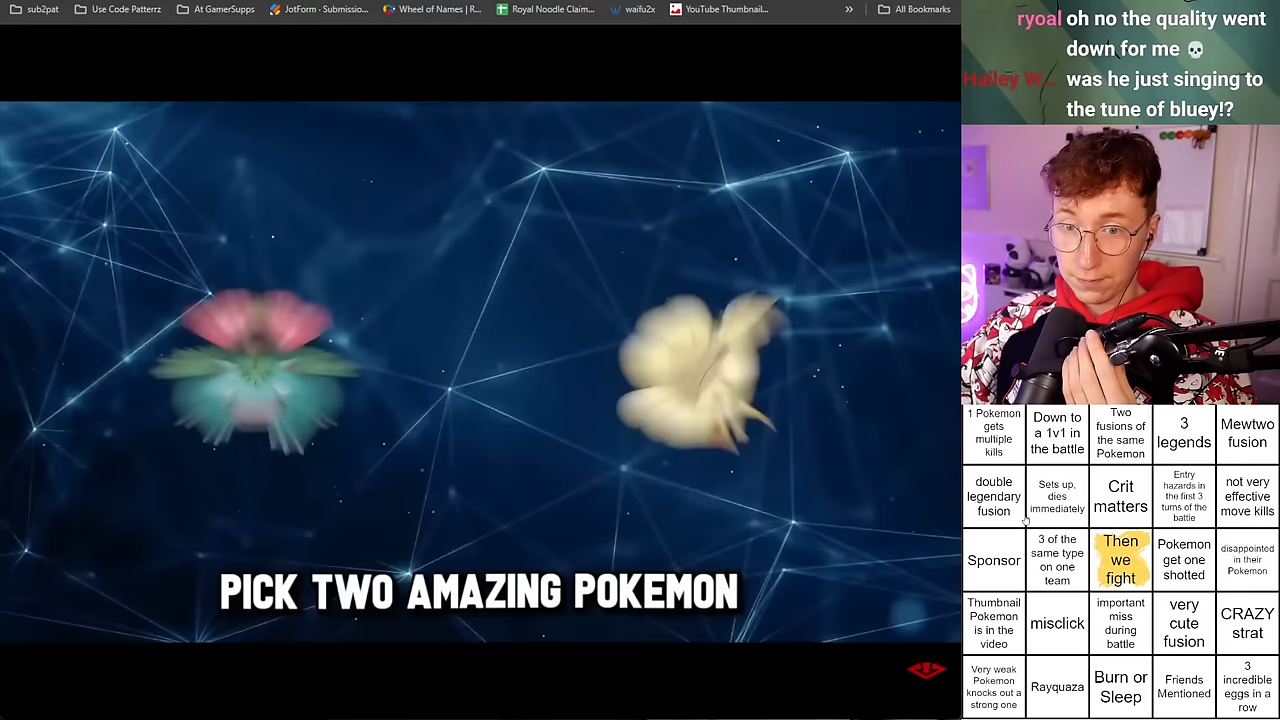 sub2pat
Use Code Patterrz
At GamerSupps
JotForm · Submissio...
Wheel of Names | R...
Royal Noodle Claim...
waifu2x
YouTube Thumbnail...
»
All Bookmarks
ryoal oh no the quality went
down for me 💀
Hailey W... was he just singing to
the tune of bluey!?
PICK TWO AMAZING POKEMON
1 Pokemon
gets
multiple
kills
Down to
a 1v1 in
the battle
Two
fusions of
the same
Pokemon
3
legends
Mewtwo
fusion
double
legendary
fusion
Sets up,
dies
immediately
Crit
matters
Entry
hazards in
the first 3
turns of the
battle
not very
effective
move kills
Sponsor
3 of the
same type
on one
team
Then
we
fight
Pokemon
get one
shotted
disappointed
in their
Pokemon
Thumbnail
Pokemon
is in the
video
misclick
important
miss
during
battle
very
cute
fusion
CRAZY
strat
Very weak
Pokemon
knocks out a
strong one
Rayquaza
Burn or
Sleep
Friends
Mentioned
3
incredible
eggs in a
row